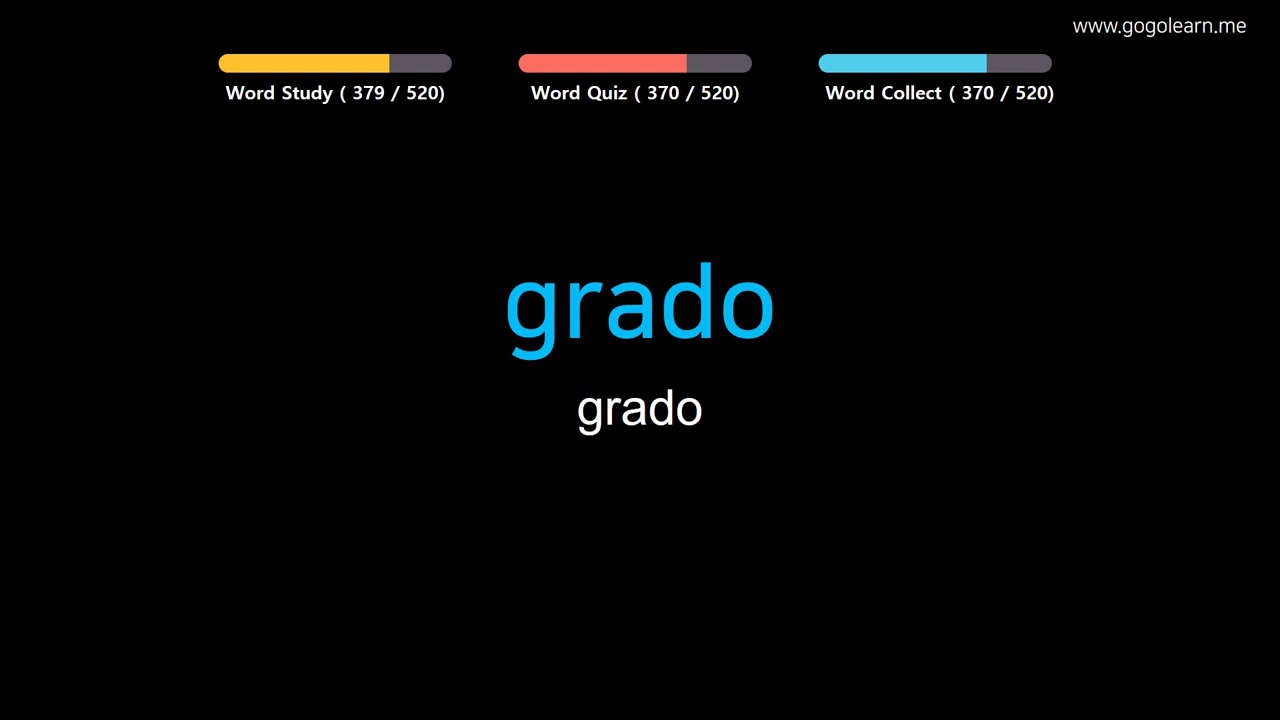 www.gogolearn.me
Word Study ( 379 / 520)
Word Quiz ( 370 / 520)
Word Collect ( 370 / 520)
grado
grado